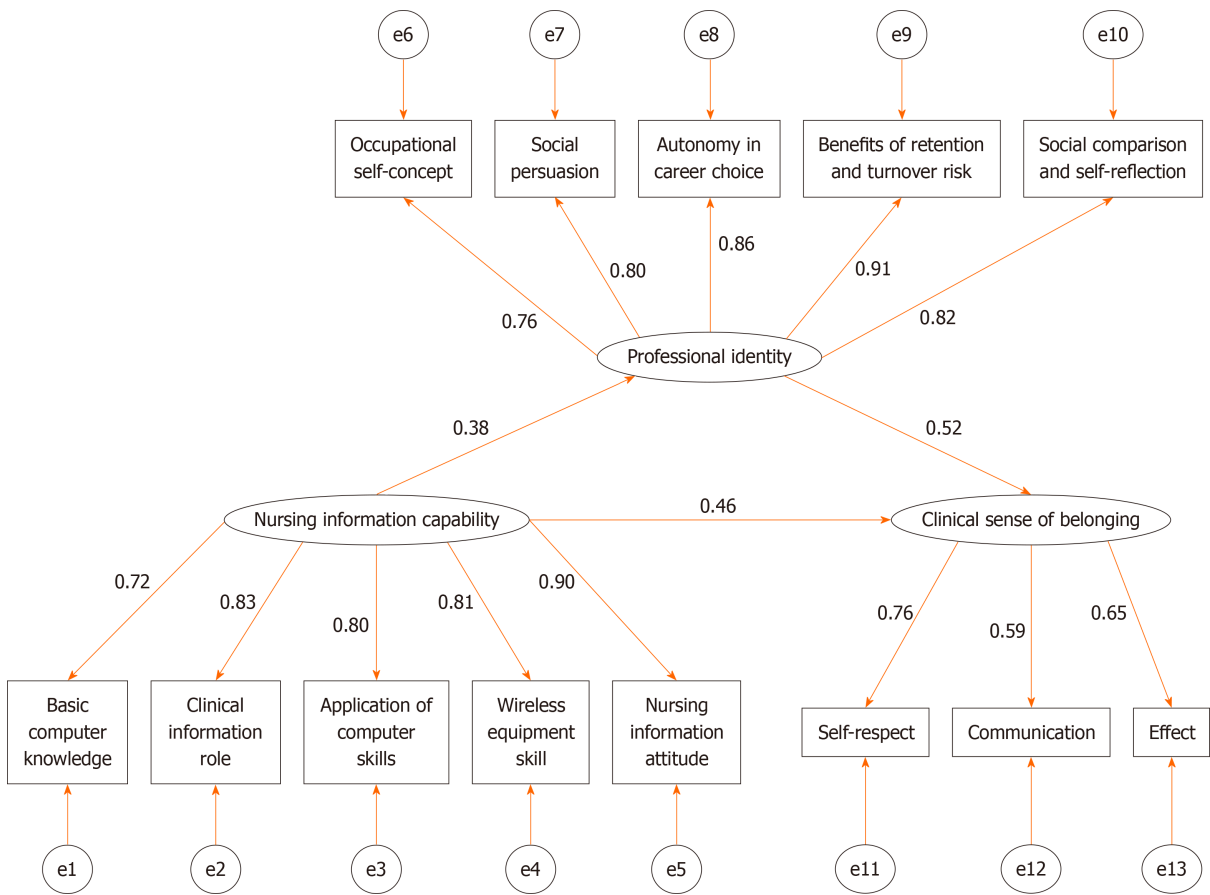 e6
e7
e8
e9
e10
Occupational
self-concept
Social
persuasion
Autonomy in
career choice
Benefits of retention
and turnover risk
Social comparison
and self-reflection
0.76
0.80
0.86
0.91
0.82
Professional identity
0.38
0.52
Nursing information capability
0.46
Clinical sense of belonging
0.72
0.83
0.80
0.81
0.90
0.76
0.59
0.65
Basic
computer
knowledge
Clinical
information
role
Application of
computer
skills
Wireless
equipment
skill
Nursing
information
attitude
Self-respect
Communication
Effect
e1
e2
e3
e4
e5
e11
e12
e13